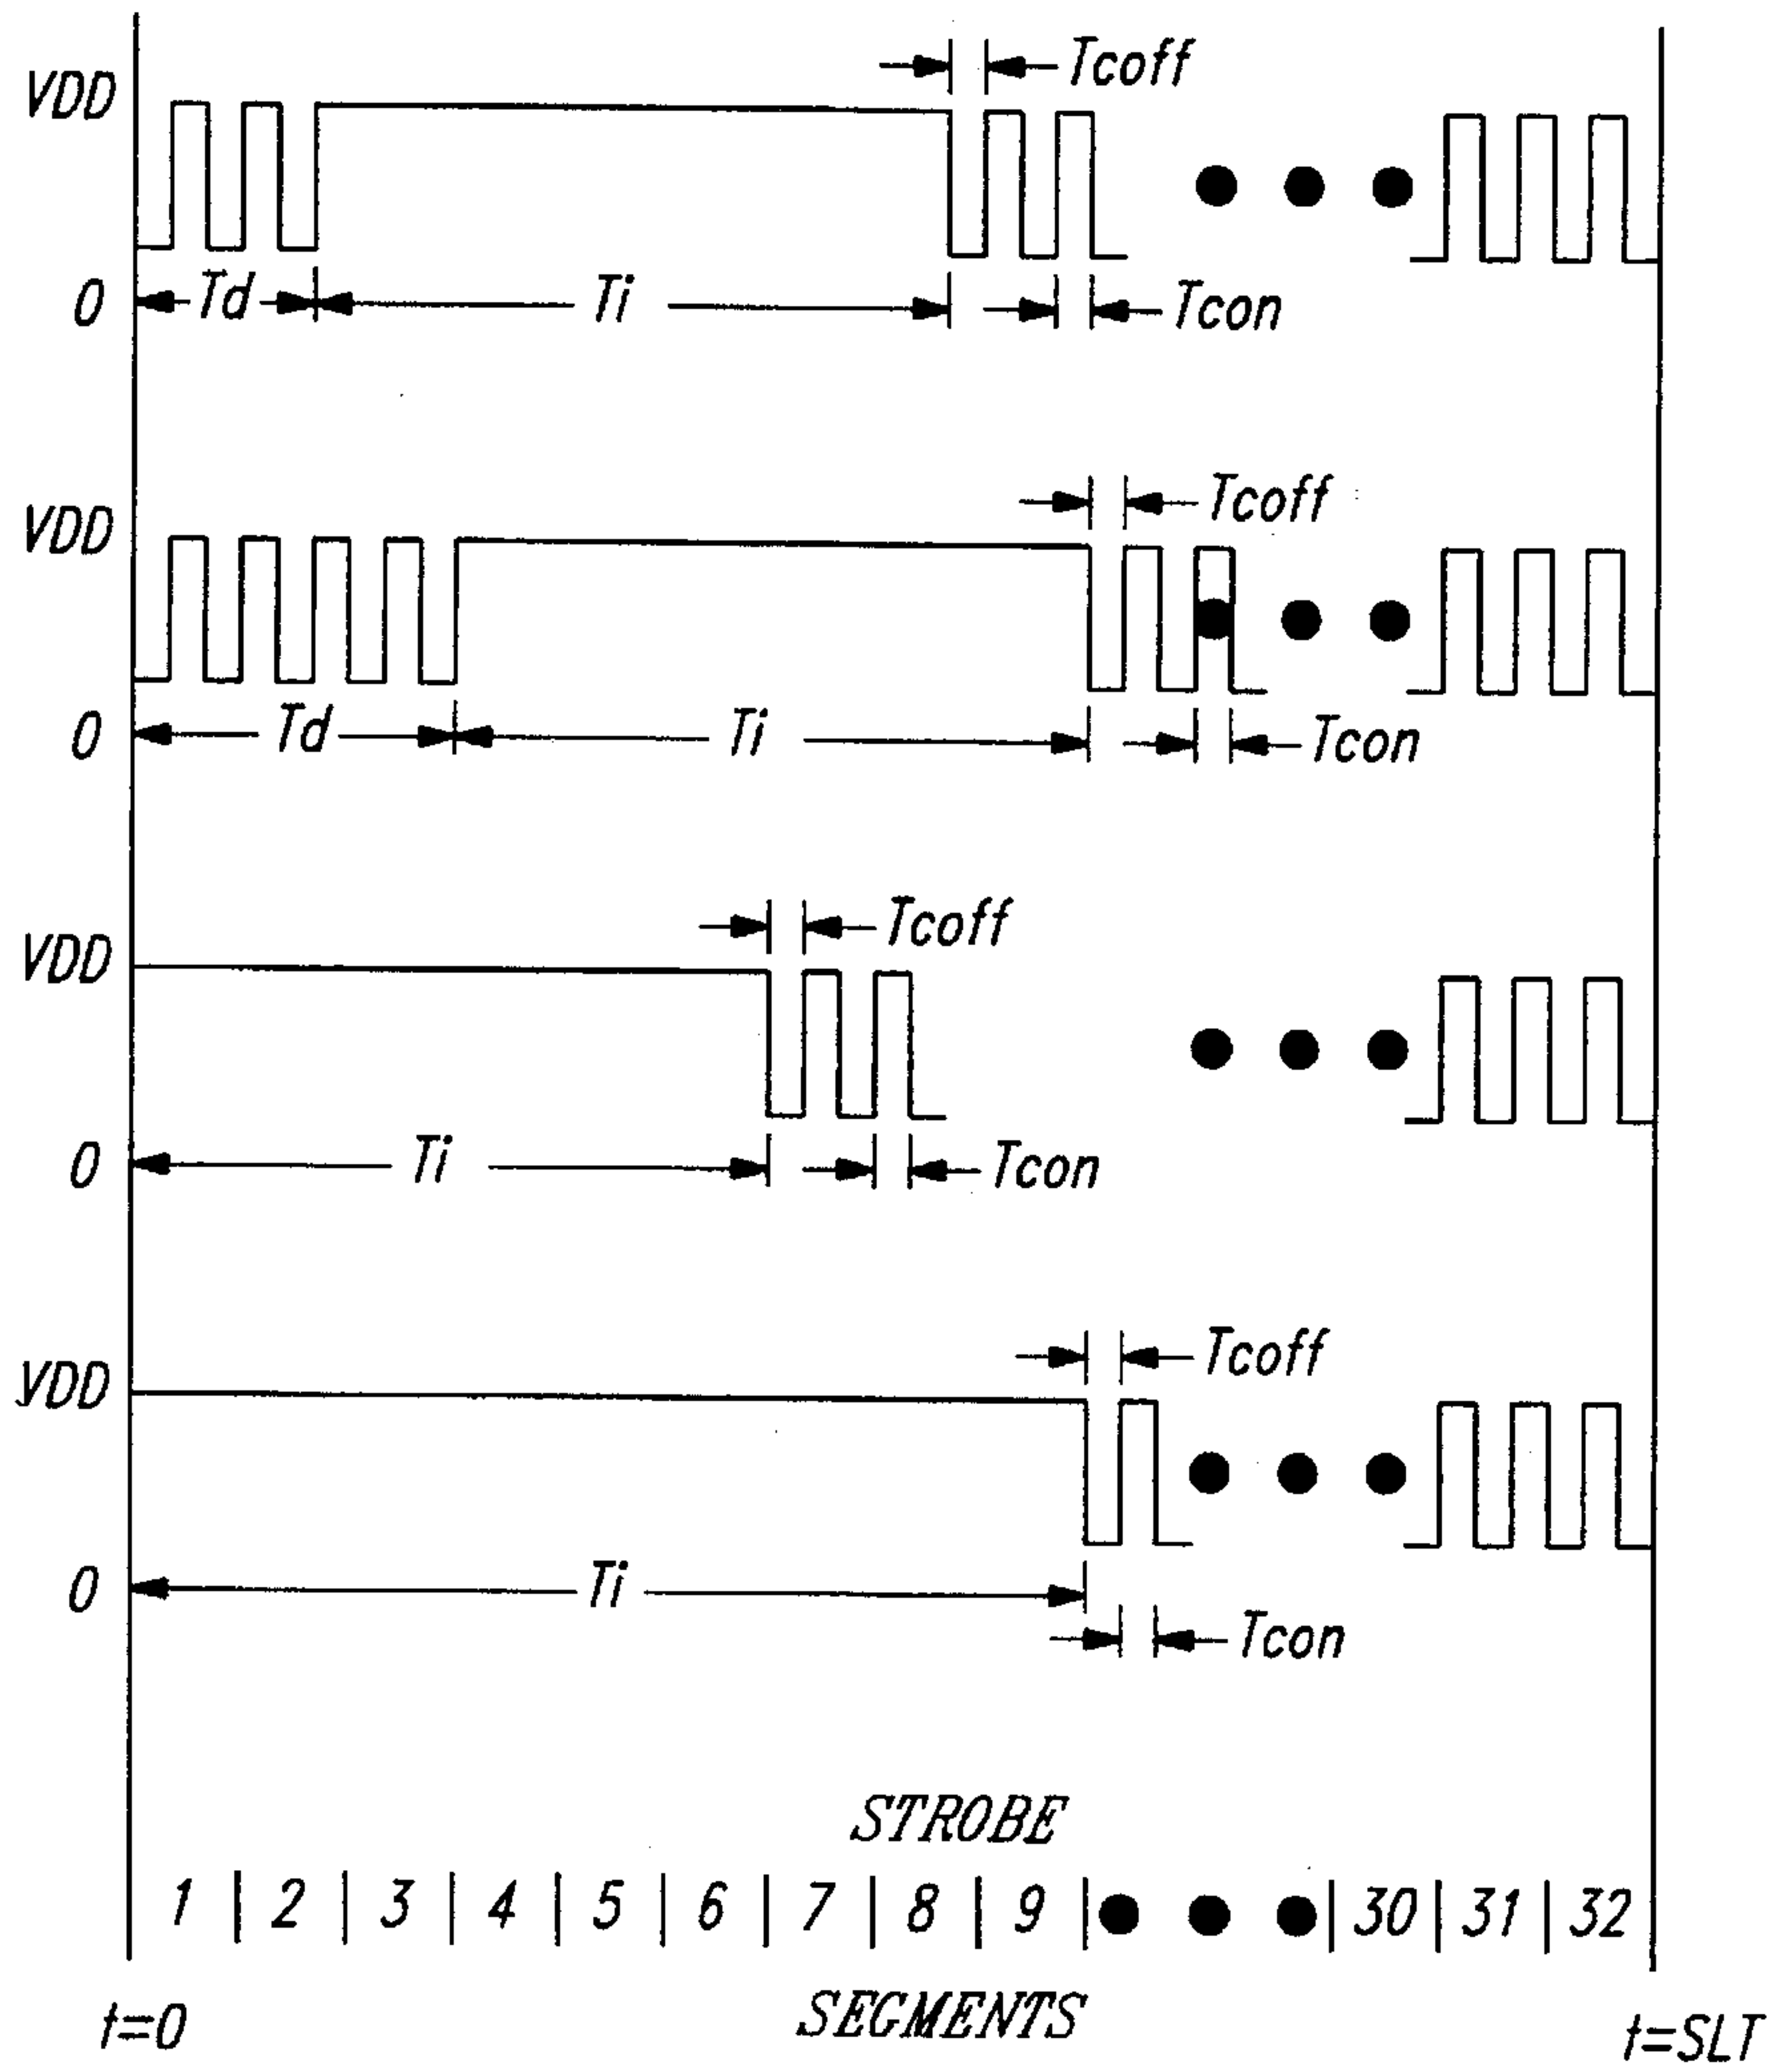 VDD
Tcoff
0
Td
Ti
Tcon
VDD
Tcoff
0
Td
Ti
Tcon
VDD
Tcoff
0
Ti
Tcon
VDD
Tcoff
0
Ti
Tcon
STROBE
1 | 2 | 3 | 4 | 5 | 6 | 7 | 8 | 9 | ● ● ● | 30 | 31 | 32
SEGMENTS
t=0
t=SLT